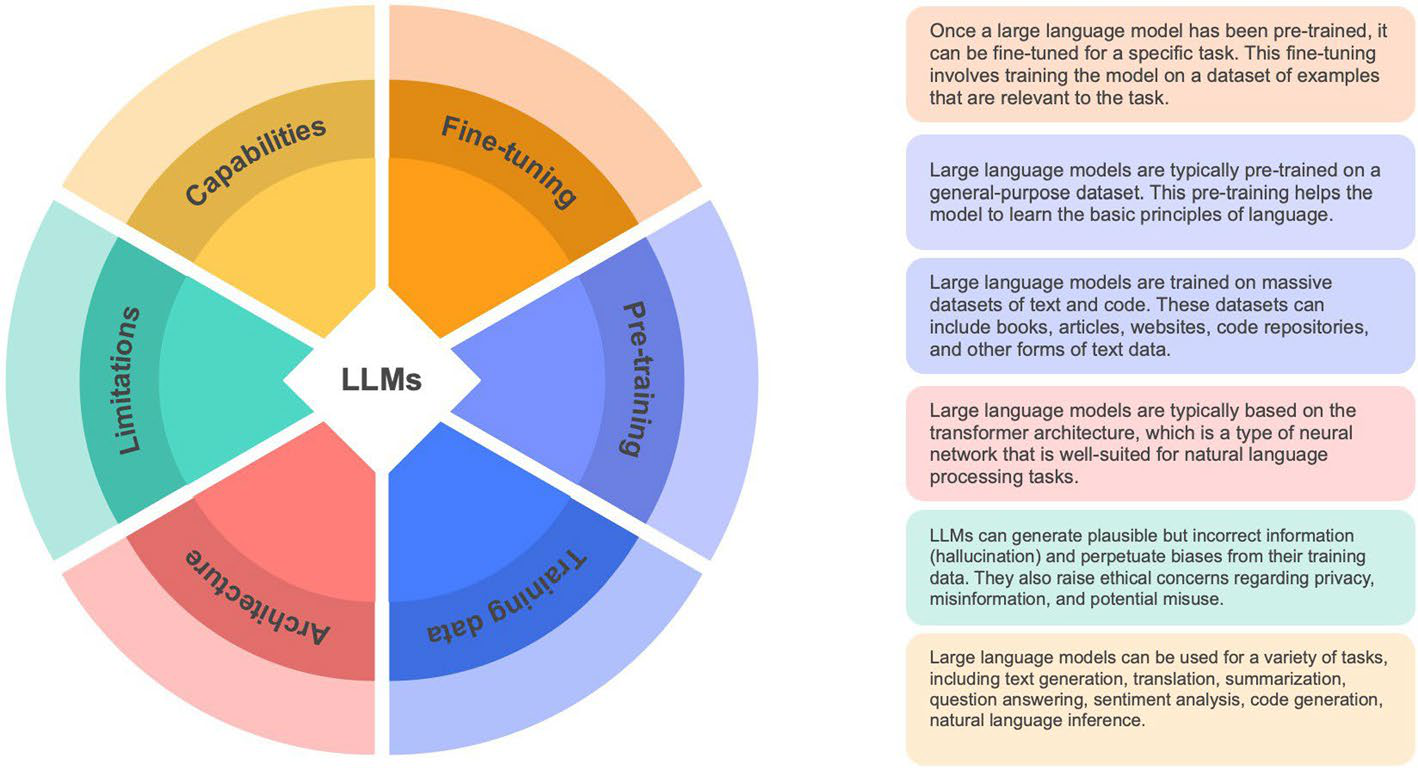 Capabilities
Fine-tuning
Limitations
LLMs
Pre-training
Architecture
Training data
Once a large language model has been pre-trained, it
can be fine-tuned for a specific task. This fine-tuning
involves training the model on a dataset of examples
that are relevant to the task.
Large language models are typically pre-trained on a
general-purpose dataset. This pre-training helps the
model to learn the basic principles of language.
Large language models are trained on massive
datasets of text and code. These datasets can
include books, articles, websites, code repositories,
and other forms of text data.
Large language models are typically based on the
transformer architecture, which is a type of neural
network that is well-suited for natural language
processing tasks.
LLMs can generate plausible but incorrect information
(hallucination) and perpetuate biases from their training
data. They also raise ethical concerns regarding privacy,
misinformation, and potential misuse.
Large language models can be used for a variety of tasks,
including text generation, translation, summarization,
question answering, sentiment analysis, code generation,
natural language inference.